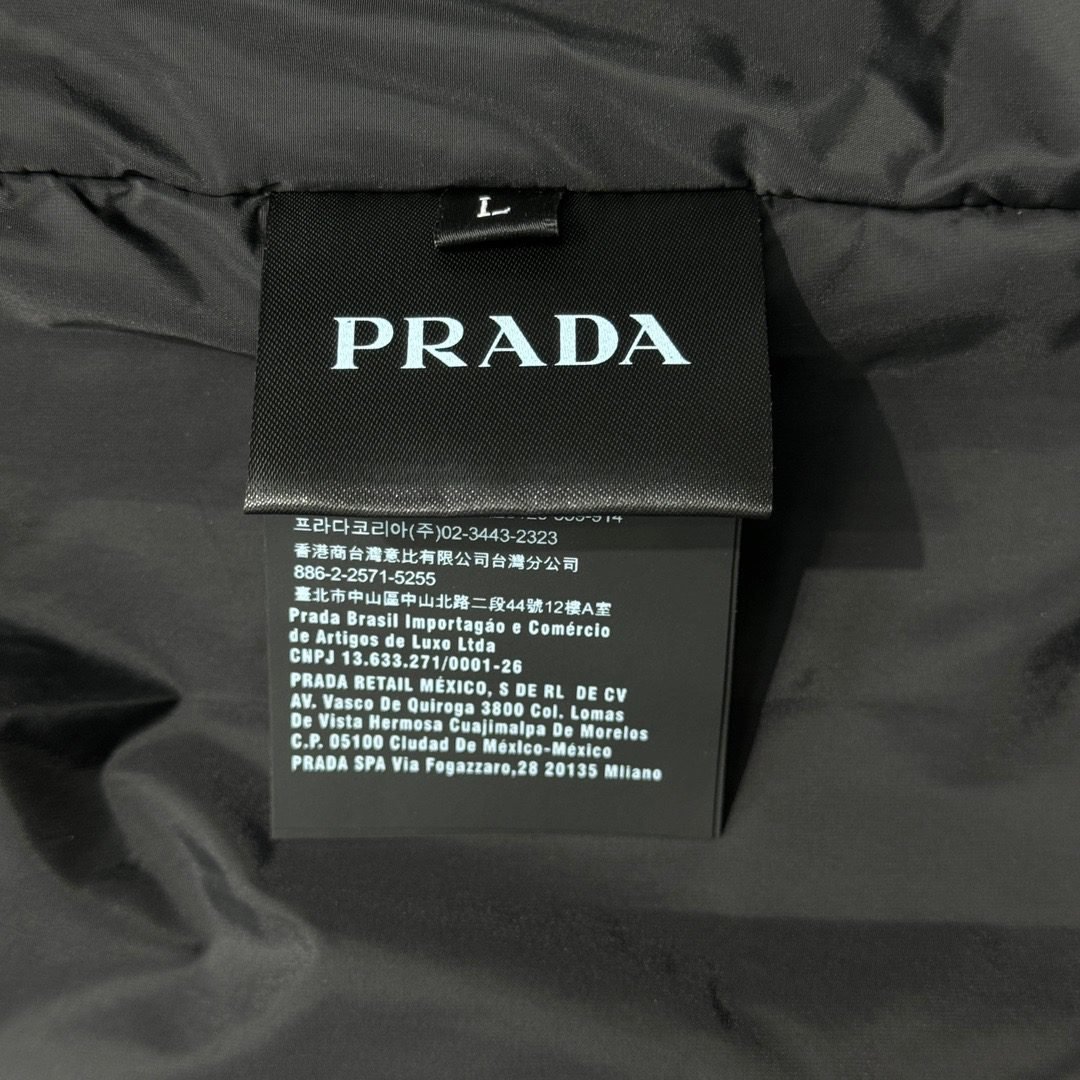 L
PRADA
프라다코리아(주)02-3443-2323
香港商台灣意比有限公司台灣分公司
886-2-2571-5255
臺北市中山區中山北路二段44號12樓A室
Prada Brasil Importagáo e Comércio
de Artigos de Luxo Ltda
CNPJ 13.633.271/0001-26
PRADA RETAIL MÉXICO, S DE RL DE CV
AV. Vasco De Quiroga 3800 Col. Lomas
De Vista Hermosa Cuajimalpa De Morelos
C.P. 05100 Cludad De Méxlco-México
PRADA SPA Via Fogazzaro,28 20135 Mllano